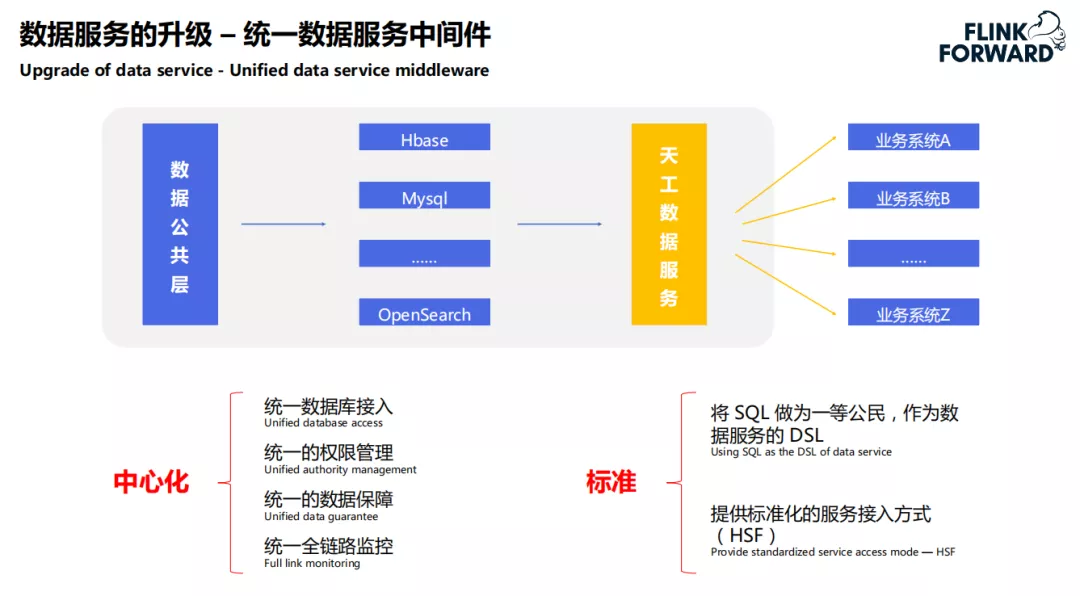 数据服务的升级 – 统一数据服务中间件
Upgrade of data service - Unified data service middleware
FLINK
FORWARD
数据公共层
Hbase
Mysql
......
OpenSearch
天工数据服务
业务系统A
业务系统B
......
业务系统Z
中心化
统一数据库接入
Unified database access
统一的权限管理
Unified authority management
统一的数据保障
Unified data guarantee
统一全链路监控
Full link monitoring
标准
将 SQL 做为一等公民，作为数
据服务的 DSL
Using SQL as the DSL of data service
提供标准化的服务接入方式
（HSF）
Provide standardized service access mode — HSF